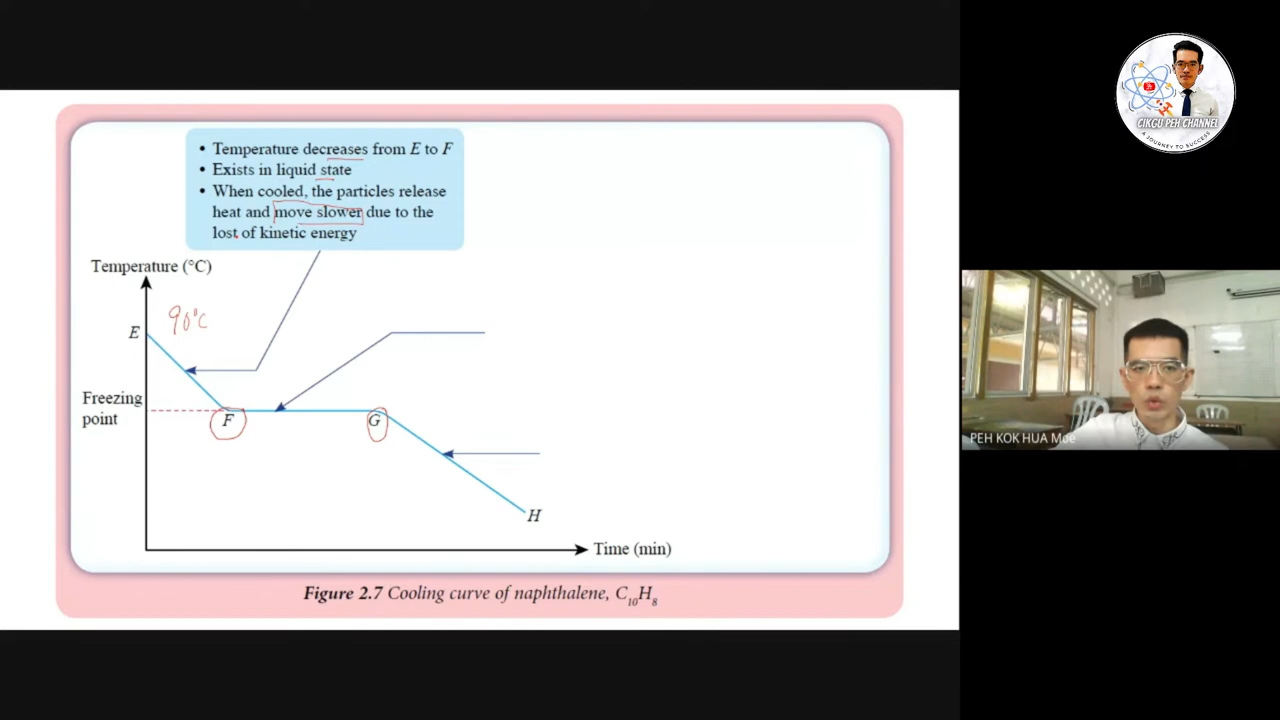 • Temperature decreases from E to F
• Exists in liquid state
• When cooled, the particles release
heat and move slower due to the
lost of kinetic energy
Temperature (°C)
90°C
E
Freezing
point
F
G
H
Time (min)
Figure 2.7 Cooling curve of naphthalene, C₁₀H₈
CIKGU PEH CHANNEL
A JOURNEY TO SUCCESS
PEH KOK HUA Moe